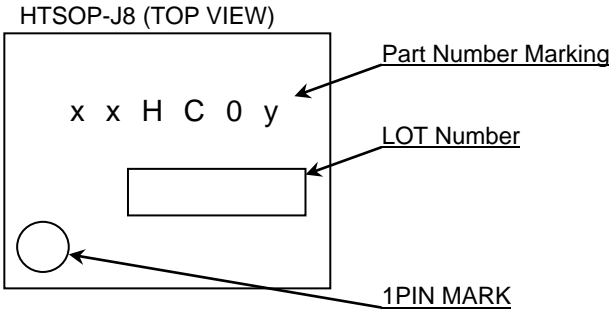 HTSOP-J8 (TOP VIEW)
Part Number Marking
x x H C 0 y
LOT Number
1PIN MARK